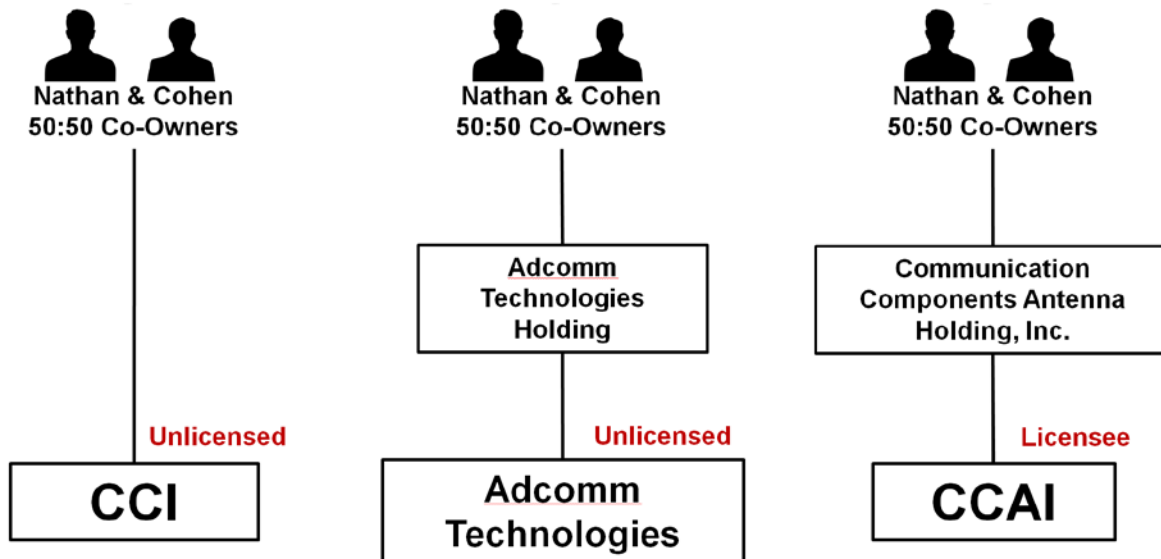 Nathan & Cohen
50:50 Co-Owners
Unlicensed
CCI
Nathan & Cohen
50:50 Co-Owners
Adcomm
Technologies
Holding
Unlicensed
Adcomm
Technologies
Nathan & Cohen
50:50 Co-Owners
Communication
Components Antenna
Holding, Inc.
Licensee
CCAI